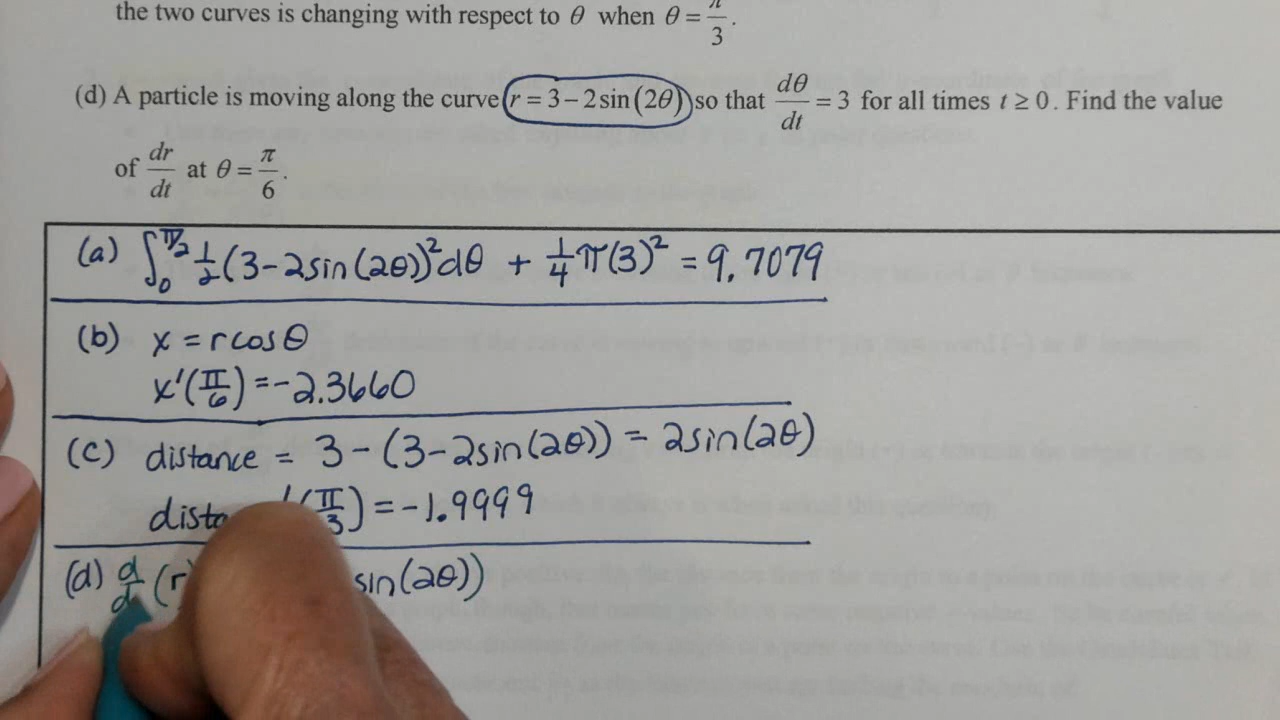 the two curves is changing with respect to θ when θ = π/3.
(d) A particle is moving along the curve r = 3 − 2 sin(2θ) so that dθ/dt = 3 for all times t ≥ 0. Find the value
of dr/dt at θ = π/6.
(a) ∫₀^(π/2) ½(3−2sin(2θ))²dθ + ¼π(3)² = 9.7079
(b) x = rcosθ
x'(π/6) = −2.3660
(c) distance = 3 − (3−2sin(2θ)) = 2sin(2θ)
'(π/3) = −1.9999
(d) d (r sin(2θ))